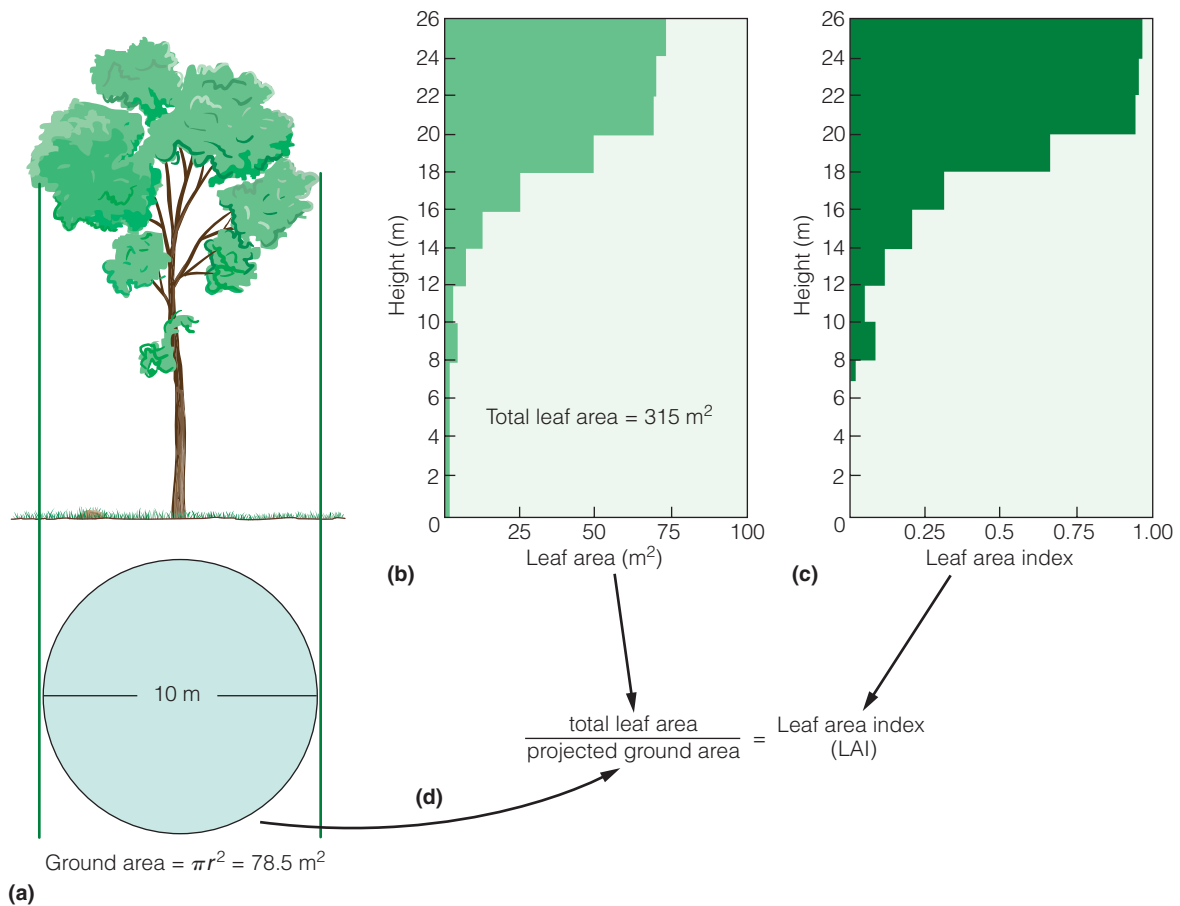 10 m
Ground area = πr² = 78.5 m²
(a)
26
24
22
20
18
16
14
12
10
8
6
4
2
0
Height (m)
Total leaf area = 315 m²
25 50 75 100
Leaf area (m²)
(b)
26
24
22
20
18
16
14
12
10
8
6
4
2
0
Height (m)
0.25 0.5 0.75 1.00
Leaf area index
(c)
total leaf area
projected ground area
=
Leaf area index
(LAI)
(d)